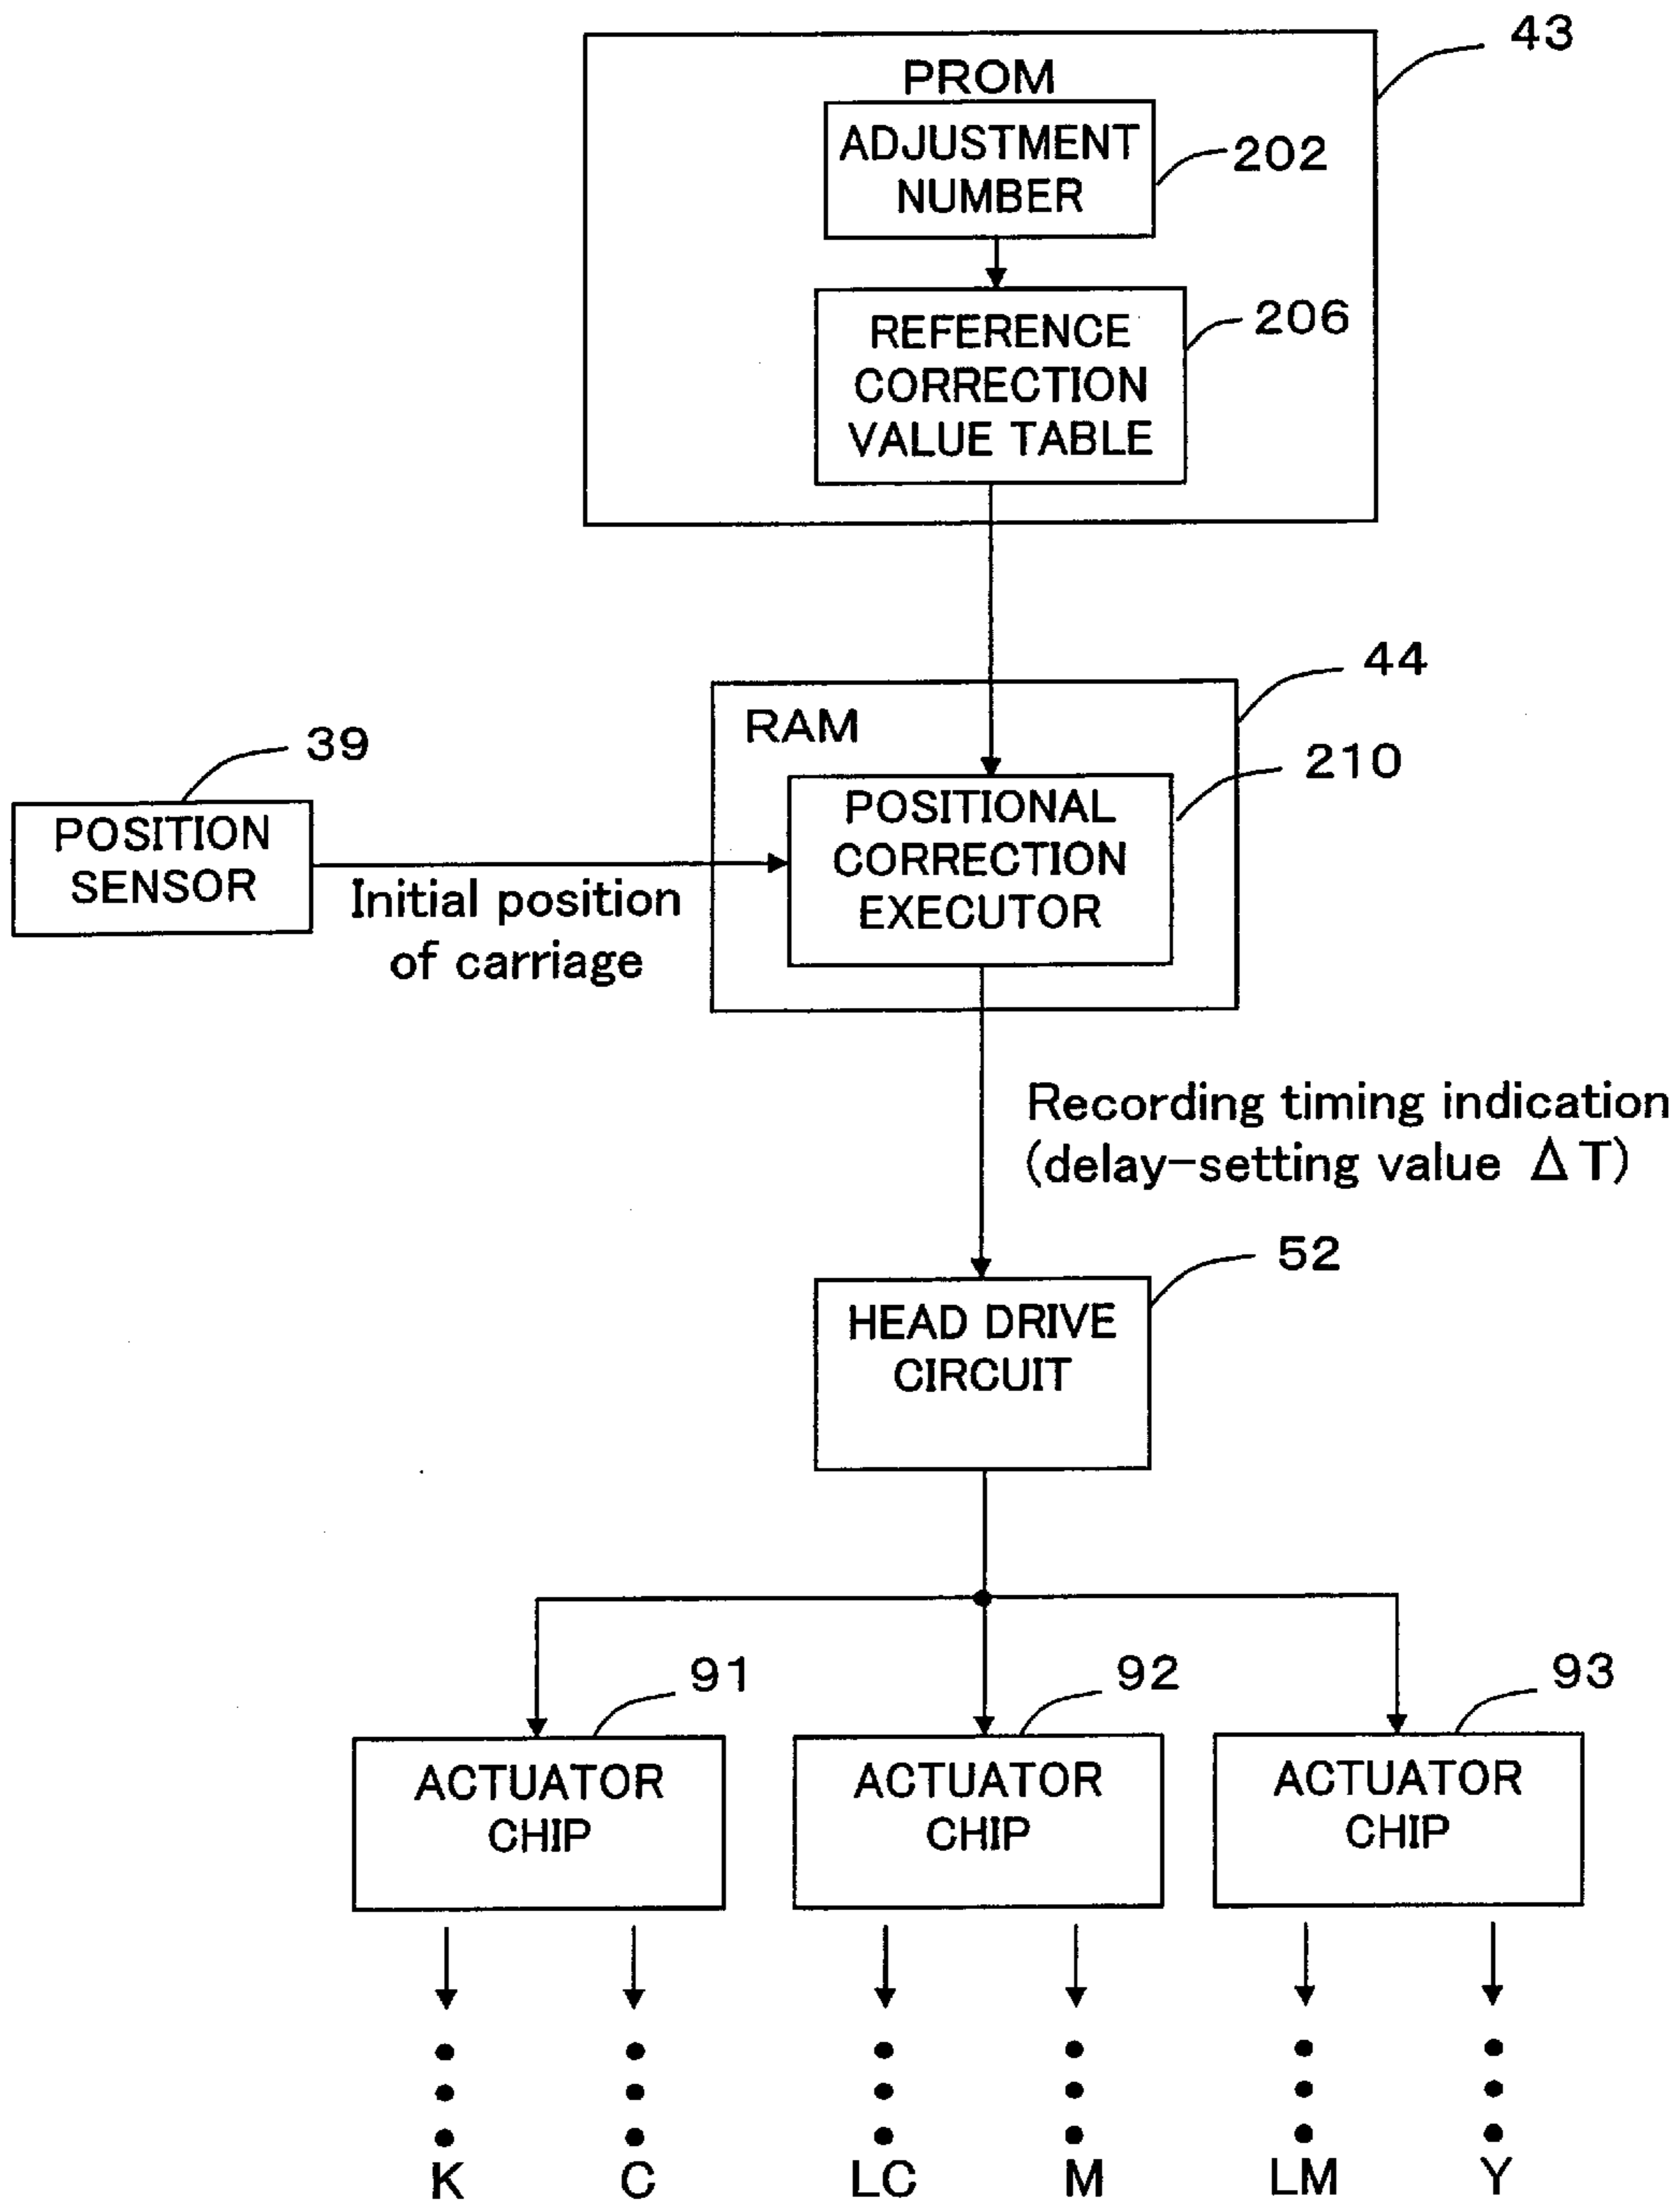 43
PROM
ADJUSTMENT
NUMBER
202
REFERENCE
CORRECTION
VALUE TABLE
206
44
RAM
39
POSITION
SENSOR
Initial position
of carriage
210
POSITIONAL
CORRECTION
EXECUTOR
Recording timing indication
(delay-setting value ΔT)
52
HEAD DRIVE
CIRCUIT
91
92
93
ACTUATOR
CHIP
ACTUATOR
CHIP
ACTUATOR
CHIP
K C LC M LM Y